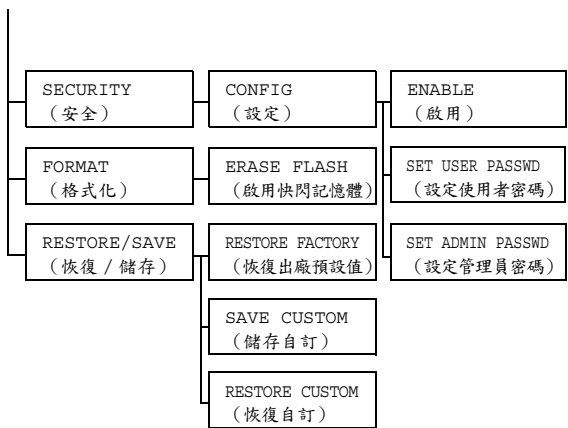 SECURITY
（安全）
CONFIG
（設定）
ENABLE
（啟用）
FORMAT
（格式化）
ERASE FLASH
（啟用快閃記憶體）
SET USER PASSWD
（設定使用者密碼）
RESTORE/SAVE
（恢復 / 儲存）
RESTORE FACTORY
（恢復出廠預設值）
SET ADMIN PASSWD
（設定管理員密碼）
SAVE CUSTOM
（儲存自訂）
RESTORE CUSTOM
（恢復自訂）